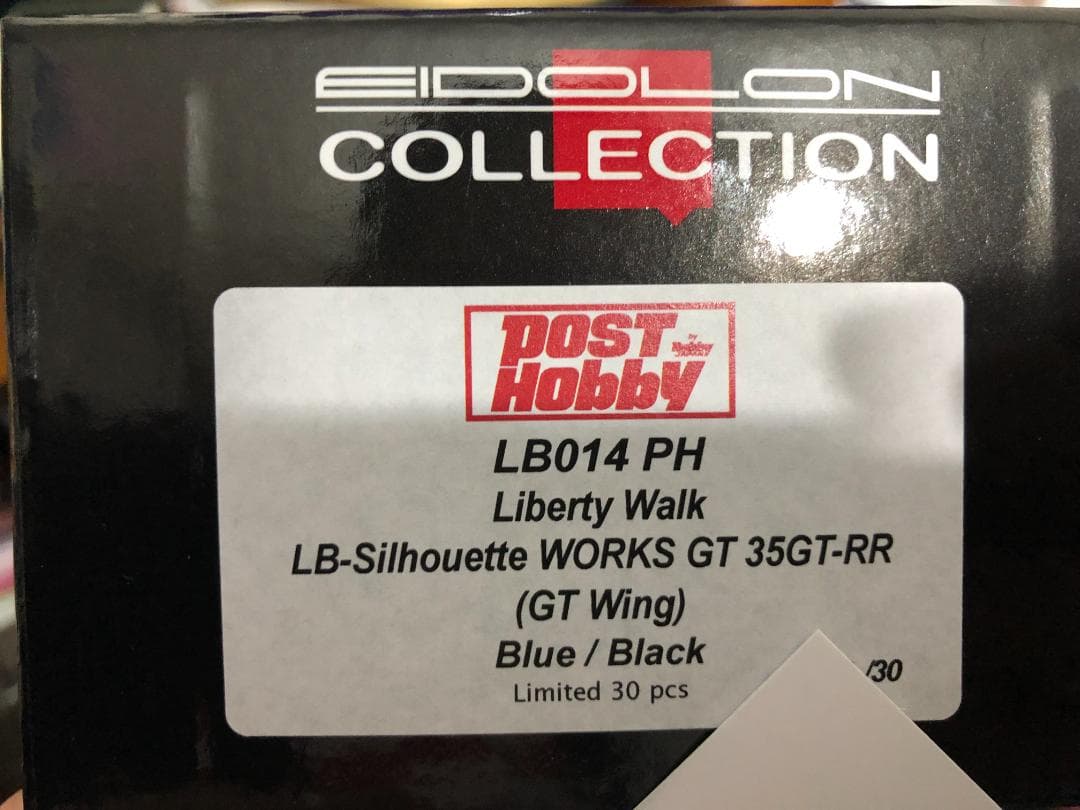 EIDOLON
COLLECTION
POST
Hobby
LB014 PH
Liberty Walk
LB-Silhouette WORKS GT 35GT-RR
(GT Wing)
Blue / Black
/30
Limited 30 pcs